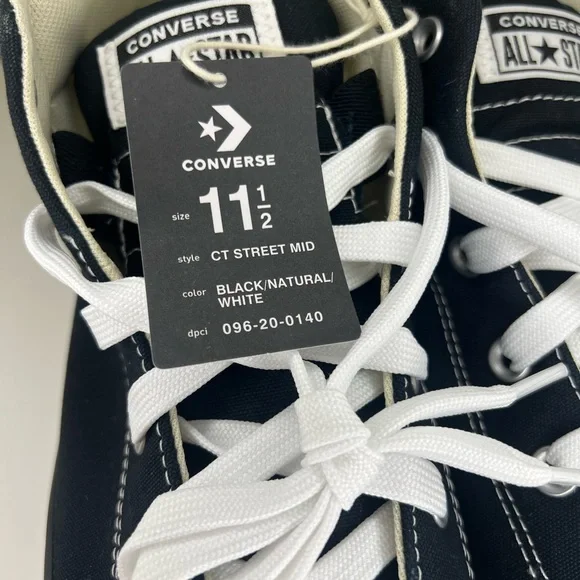 CONVERSE
ALL STAR
CONVERSE
ALL★ST
CONVERSE
size 11 1/2
style CT STREET MID
color BLACK/NATURAL/
WHITE
dpci 096-20-0140